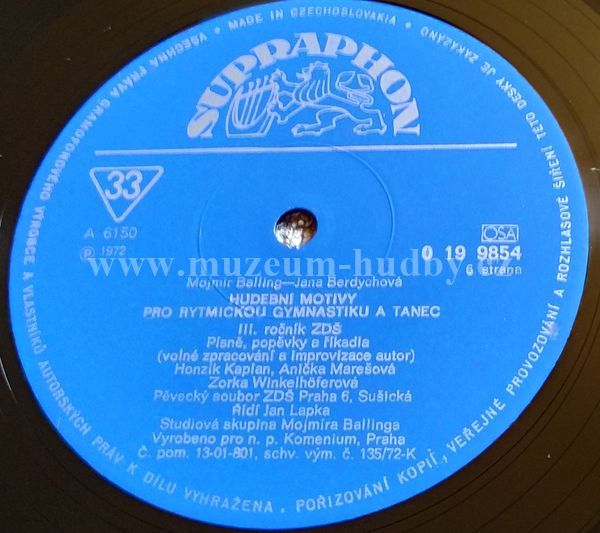 MADE IN CZECHOSLOVAKIA • VŠECHNA PRÁVA GRAMOFONOVÉHO VÝROBCE A VLASTNÍKŮ AUTORSKÝCH PRÁV K DÍLU VYHRAŽENA. POŘIZOVÁNÍ KOPIÍ, VEŘEJNÉ PROVOZOVÁNÍ A ROZHLASOVÉ ŠÍŘENÍ TÉTO DESKY JE ZAKÁZÁNO
SUPRAPHON
33
A 6150
OSA
℗ 1972
0 19 9854
6 strana
www.muzeum-hudby.cz
Mojmír Balling—Jana Berdychová
HUDEBNÍ MOTIVY
PRO RYTMICKOU GYMNASTIKU A TANEC
III. ročník ZDŠ
Písně, popěvky a říkadla
(volné zpracování a improvizace autor)
Honzík Kaplan, Anička Marešová
Zorka Winkelhöferová
Pěvecký soubor ZDŠ Praha 6, Sušická
Řídí Jan Lapka
Studiová skupina Mojmíra Ballinga
Vyrobeno pro n. p. Komenium, Praha
Č. pom. 13-01-801, schv. vým. č. 135/72-K